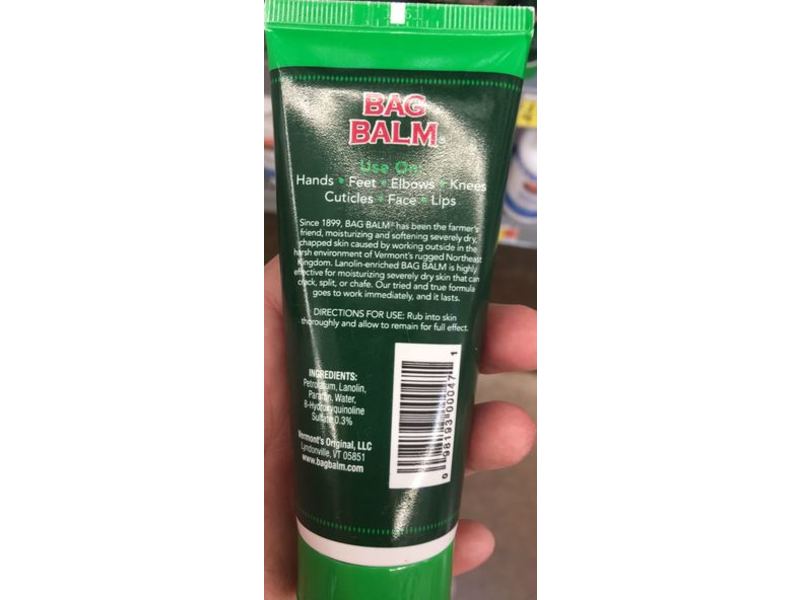 BAG
BALM®
Use On:
Hands • Feet • Elbows • Knees
Cuticles • Face • Lips
Since 1899, BAG BALM® has been the farmer's
friend, moisturizing and softening severely dry,
chapped skin caused by working outside in the
harsh environment of Vermont's rugged Northeast
Kingdom. Lanolin-enriched BAG BALM is highly
effective for moisturizing severely dry skin that can
crack, split, or chafe. Our tried and true formula
goes to work immediately, and it lasts.
DIRECTIONS FOR USE: Rub into skin
thoroughly and allow to remain for full effect.
INGREDIENTS:
Petrolatum, Lanolin,
Paraffin, Water,
8-Hydroxyquinoline
Sulfate 0.3%
Vermont's Original, LLC
Lyndonville, VT 05851
www.bagbalm.com
0 98193 00047 1